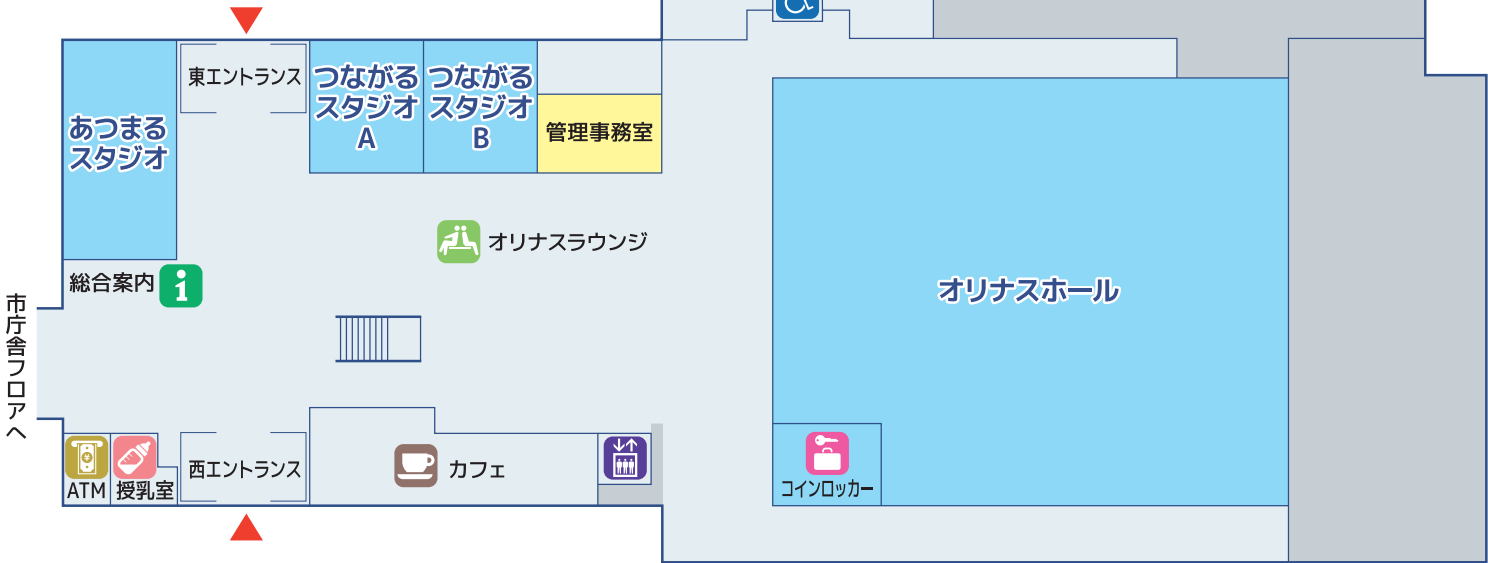 東エントランス
つながる
スタジオ
A
つながる
スタジオ
B
管理事務室
あつまる
スタジオ
オリナスラウンジ
総合案内
オリナスホール
市庁舎フロアへ
ATM
授乳室
西エントランス
カフェ
コインロッカー